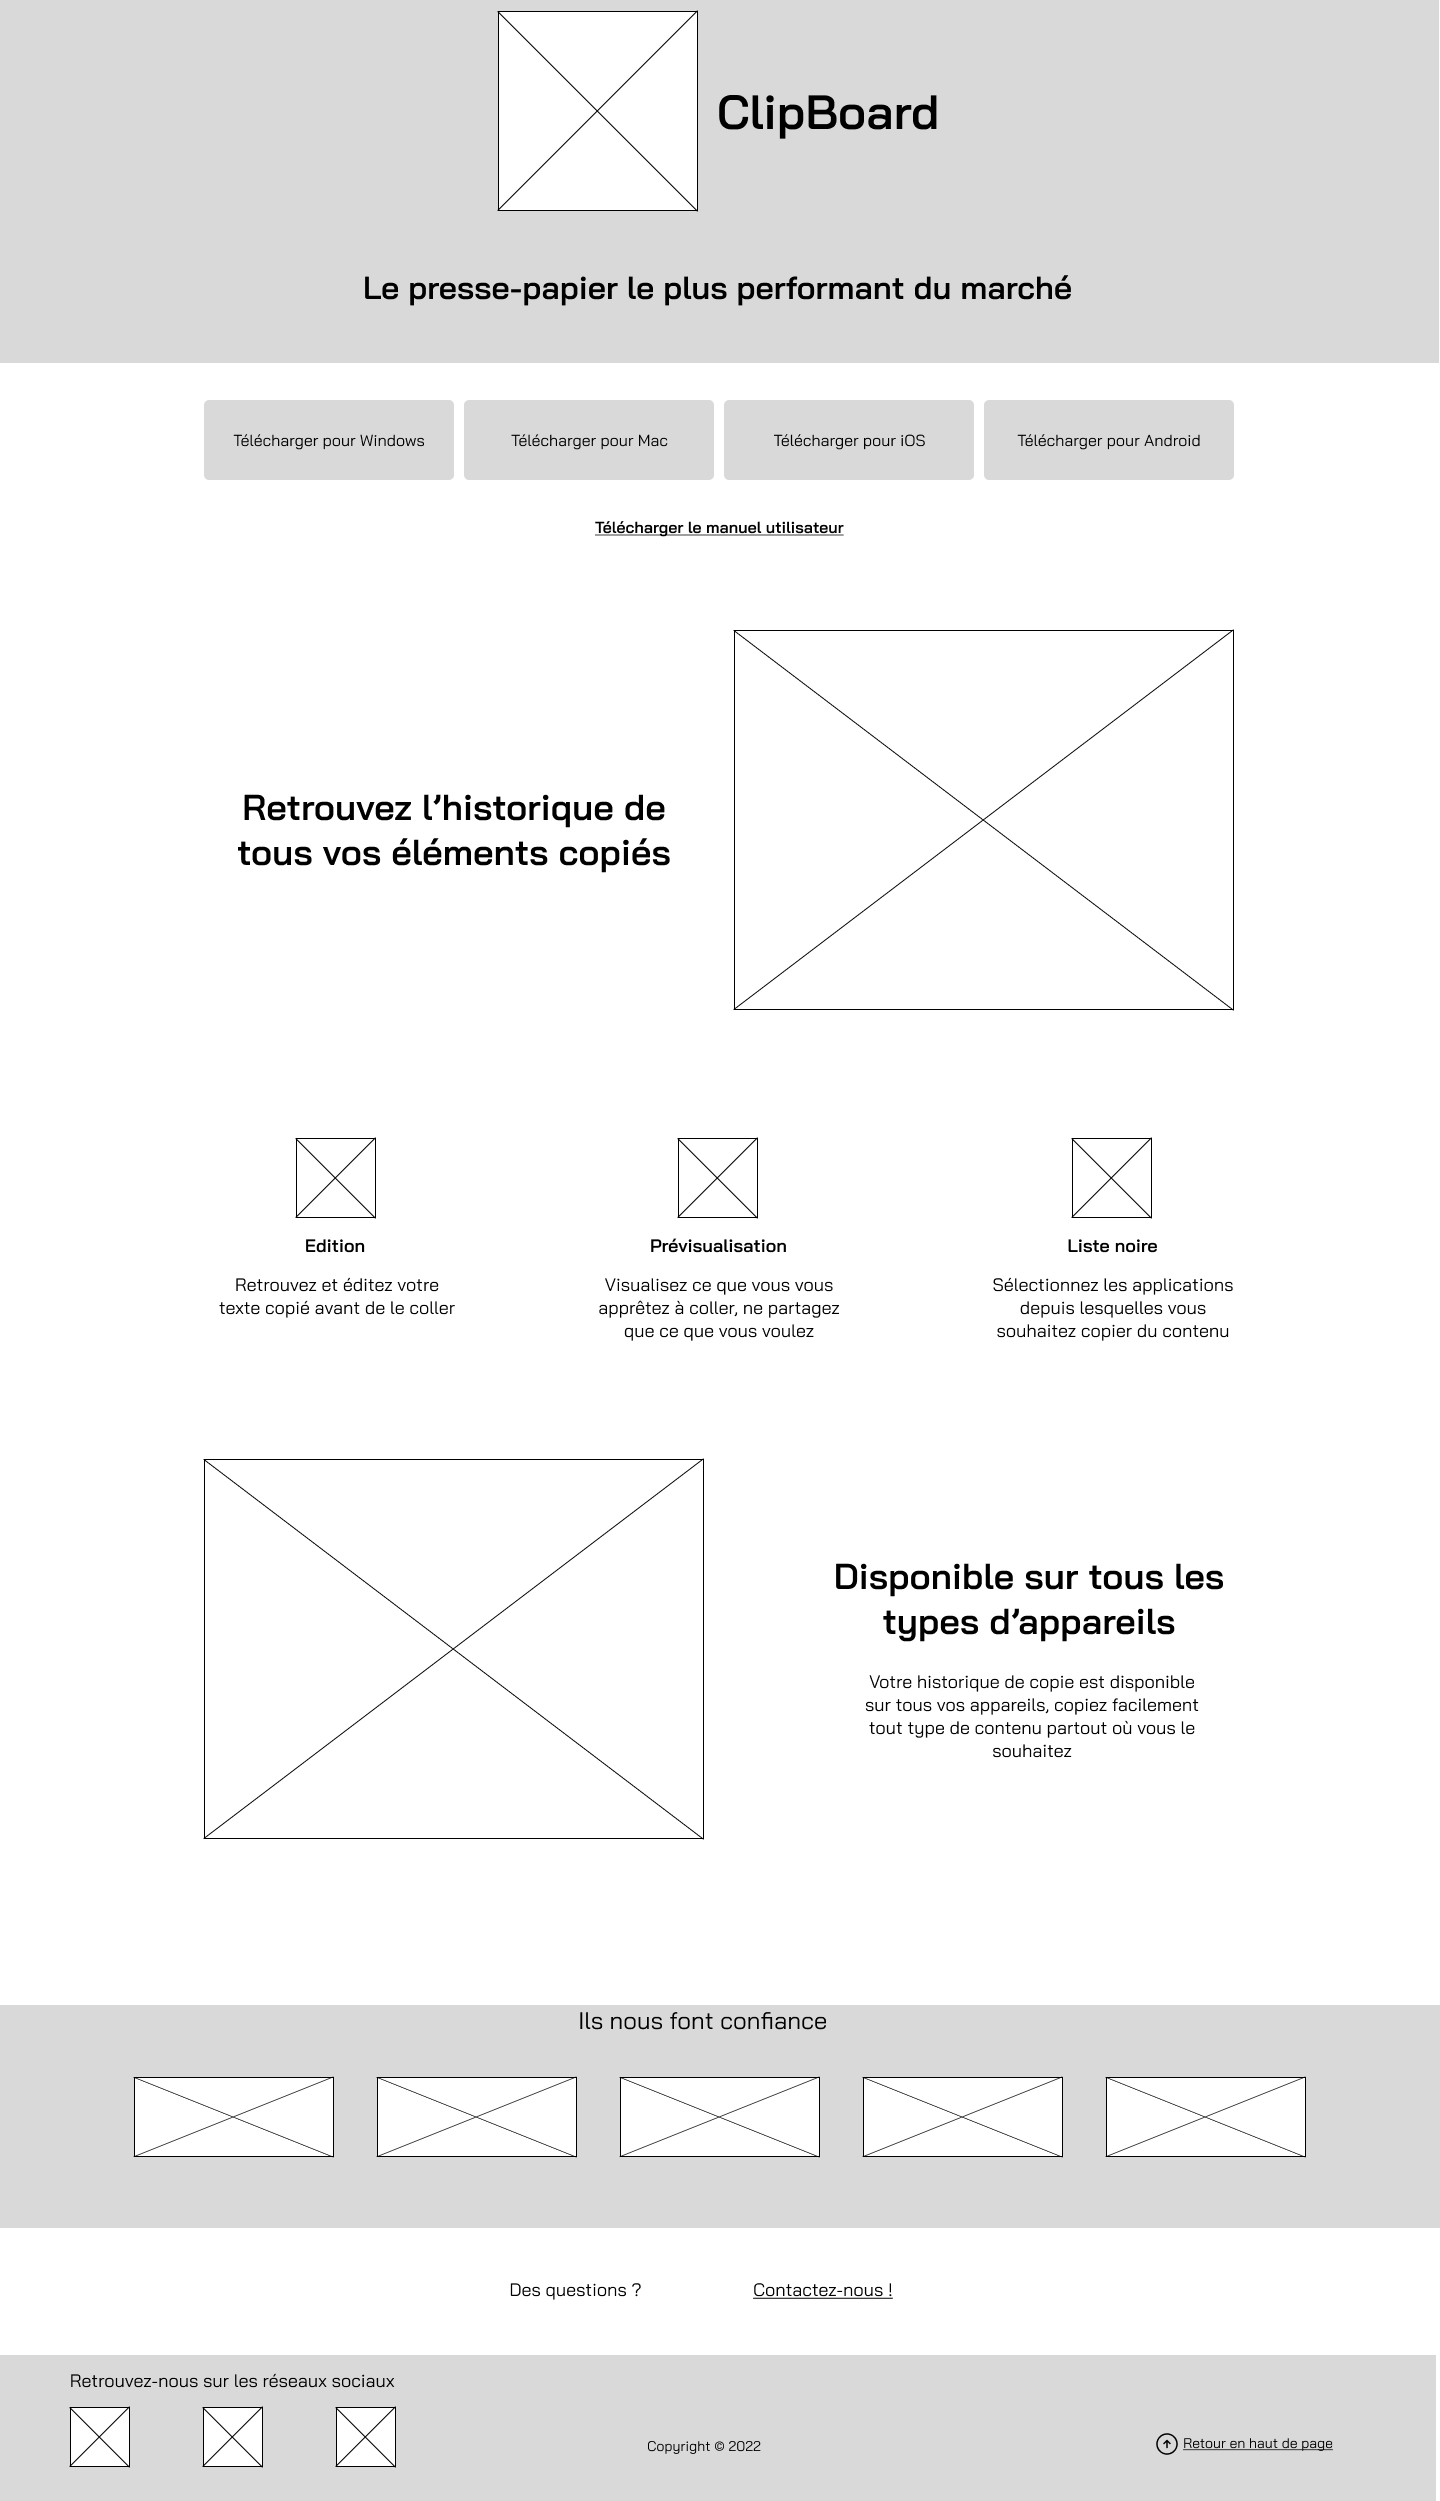 ClipBoard
Le presse-papier le plus performant du marché
Télécharger pour Windows
Télécharger pour Mac
Télécharger pour iOS
Télécharger pour Android
Télécharger le manuel utilisateur
Retrouvez l’historique de
tous vos éléments copiés
Edition
Retrouvez et éditez votre
texte copié avant de le coller
Prévisualisation
Visualisez ce que vous vous
apprêtez à coller, ne partagez
que ce que vous voulez
Liste noire
Sélectionnez les applications
depuis lesquelles vous
souhaitez copier du contenu
Disponible sur tous les
types d’appareils
Votre historique de copie est disponible
sur tous vos appareils, copiez facilement
tout type de contenu partout où vous le
souhaitez
Ils nous font confiance
Des questions ?
Contactez-nous !
Retrouvez-nous sur les réseaux sociaux
Copyright © 2022
Retour en haut de page